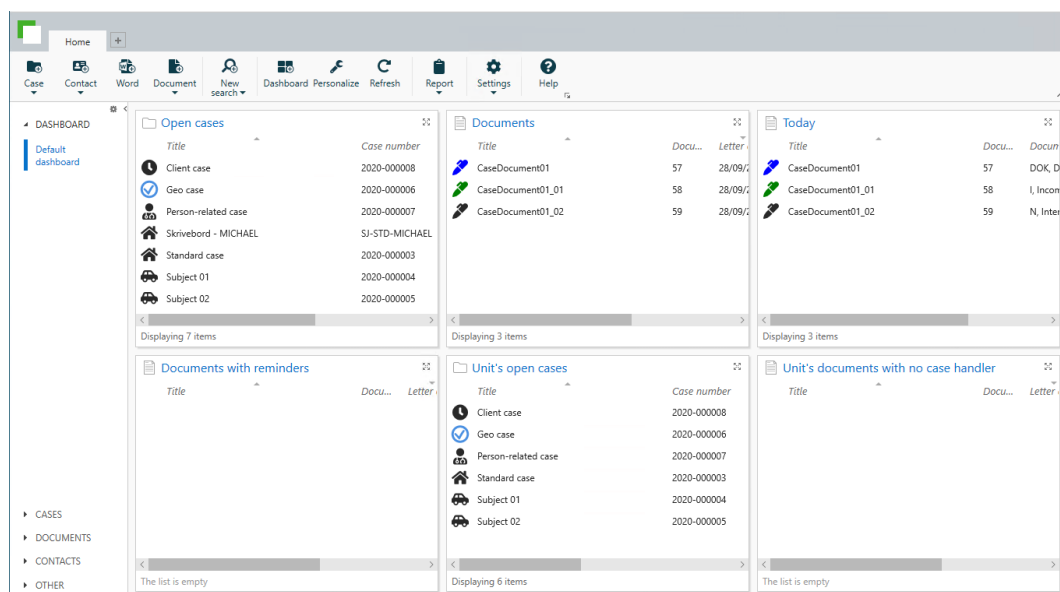 Home
+
Case
Contact
Word
Document
New search
Dashboard
Personalize
Refresh
Report
Settings
Help
DASHBOARD
Default dashboard
CASES
DOCUMENTS
CONTACTS
OTHER
Open cases
Title Case number
Client case 2020-000008
Geo case 2020-000006
Person-related case 2020-000007
Skrivebord - MICHAEL SJ-STD-MICHAEL
Standard case 2020-000003
Subject 01 2020-000004
Subject 02 2020-000005
Displaying 7 items
Documents
Title Docu... Letter
CaseDocument01 57 28/09/
CaseDocument01_01 58 28/09/
CaseDocument01_02 59 28/09/
Displaying 3 items
Today
Title Docu... Docum
CaseDocument01 57 DOK, D
CaseDocument01_01 58 I, Incom
CaseDocument01_02 59 N, Inter
Displaying 3 items
Documents with reminders
Title Docu... Letter
The list is empty
Unit's open cases
Title Case number
Client case 2020-000008
Geo case 2020-000006
Person-related case 2020-000007
Standard case 2020-000003
Subject 01 2020-000004
Subject 02 2020-000005
Displaying 6 items
Unit's documents with no case handler
Title Docu... Letter
The list is empty